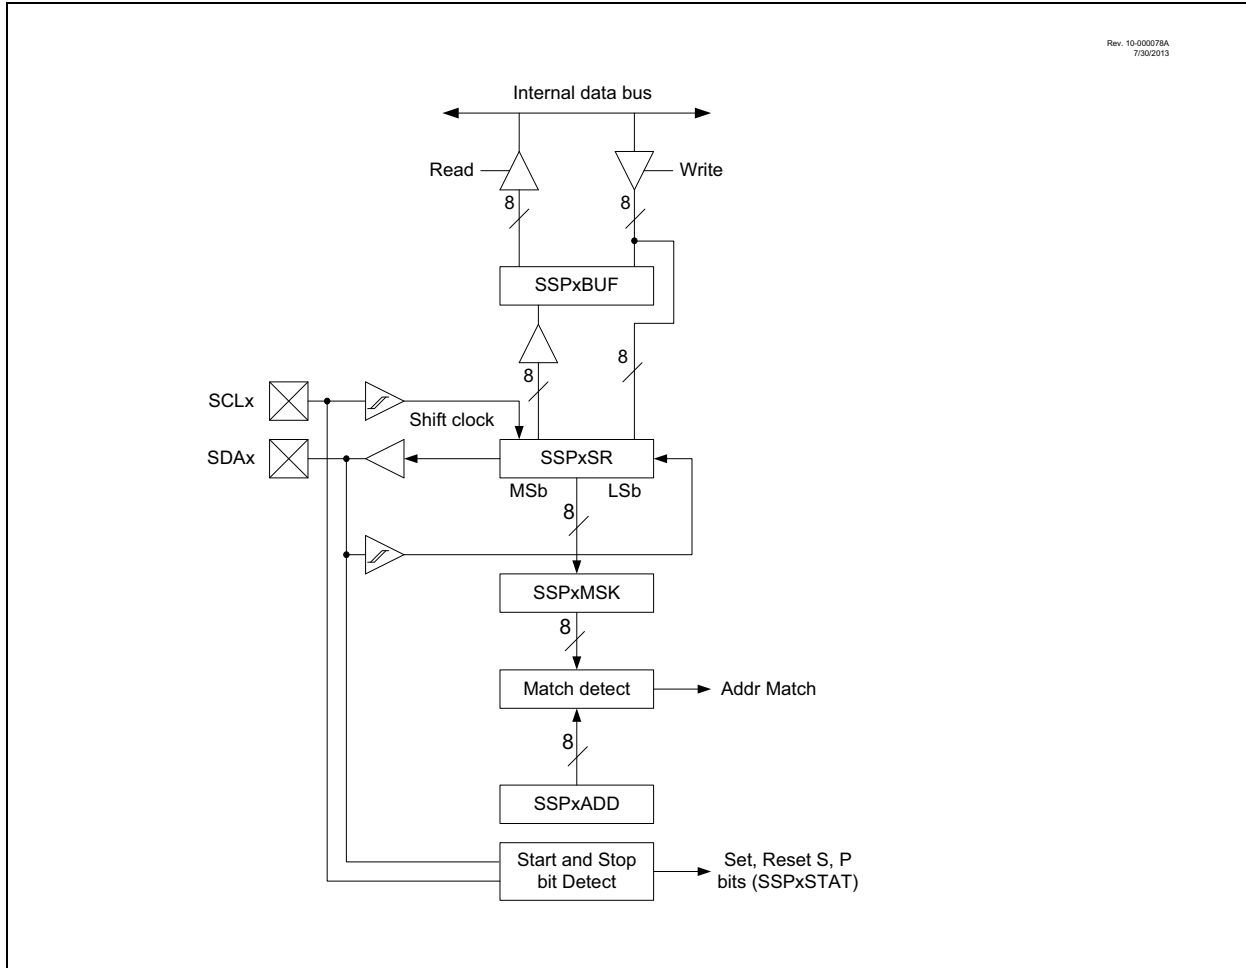 Rev. 10-000078A
7/30/2013
Internal data bus
Read
Write
8
8
SSPxBUF
8
8
SCLx
Shift clock
SDAx
SSPxSR
MSb
LSb
8
SSPxMSK
8
Match detect
Addr Match
8
SSPxADD
Start and Stop
bit Detect
Set, Reset S, P
bits (SSPxSTAT)